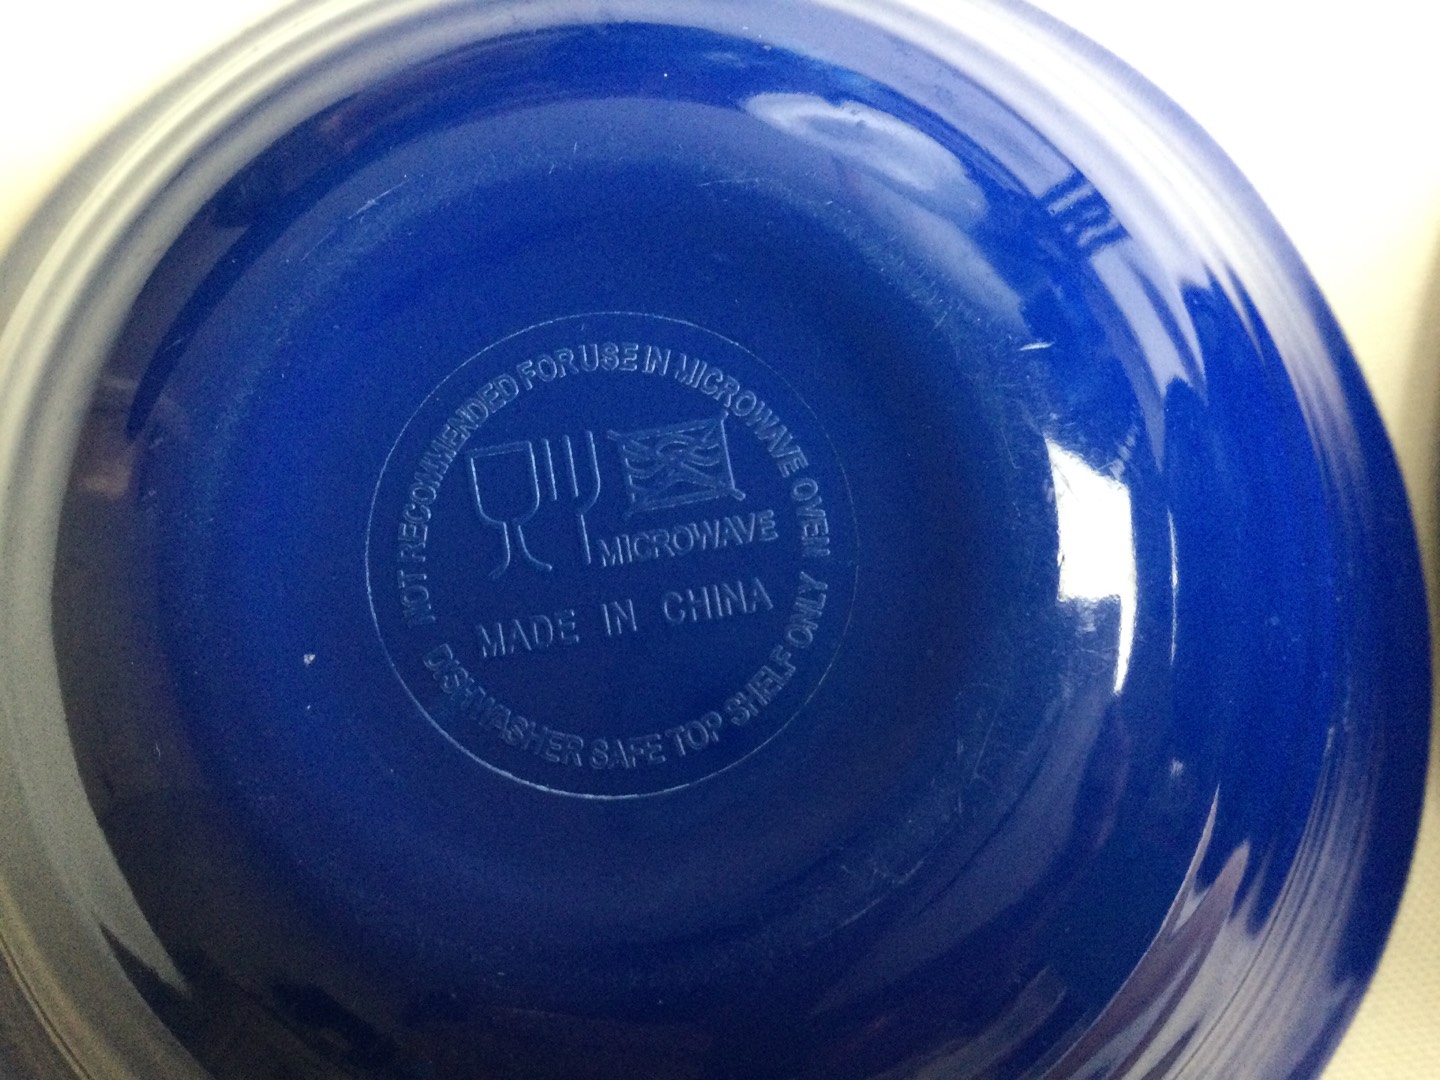 NOT RECOMMENDED FOR USE IN MICROWAVE OVEN
MICROWAVE
MADE IN CHINA
DISHWASHER SAFE TOP SHELF ONLY